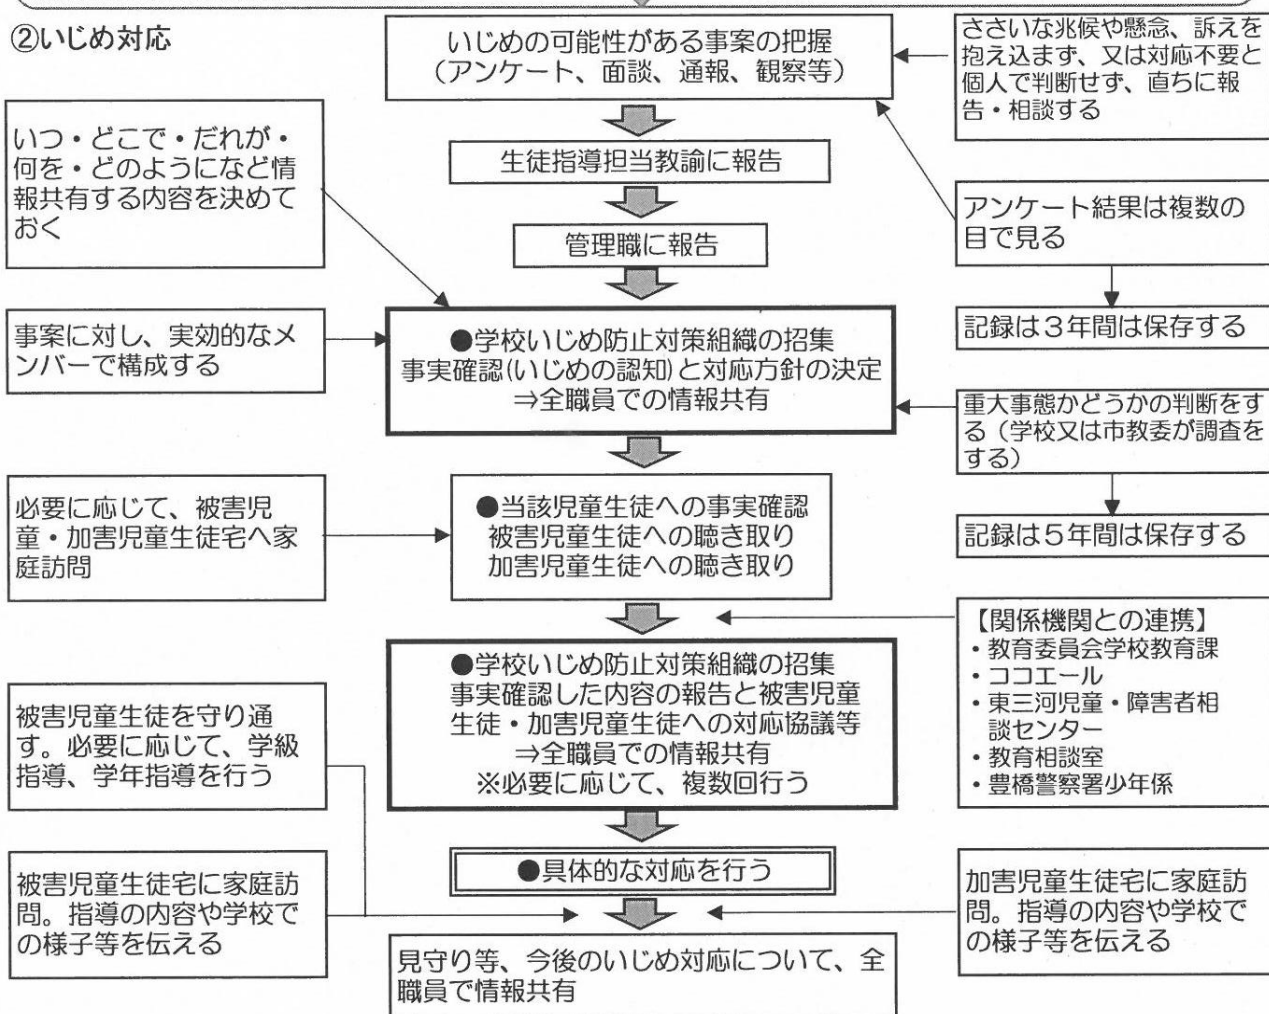 ②いじめ対応
いじめの可能性がある事案の把握
（アンケート、面談、通報、観察等）
ささいな兆候や懸念、訴えを
抱え込まず、又は対応不要と
個人で判断せず、直ちに報
告・相談する
いつ・どこで・だれが・
何を・どのようになど情
報共有する内容を決めて
おく
生徒指導担当教諭に報告
アンケート結果は複数の
目で見る
管理職に報告
記録は３年間は保存する
事案に対し、実効的なメ
ンバーで構成する
●学校いじめ防止対策組織の招集
事実確認(いじめの認知)と対応方針の決定
⇒全職員での情報共有
重大事態かどうかの判断をす
る（学校又は市教委が調査を
する）
記録は５年間は保存する
必要に応じて、被害児
童・加害児童生徒宅へ家
庭訪問
●当該児童生徒への事実確認
被害児童生徒への聴き取り
加害児童生徒への聴き取り
【関係機関との連携】
・教育委員会学校教育課
・ココエール
・東三河児童・障害者相
談センター
・教育相談室
・豊橋警察署少年係
●学校いじめ防止対策組織の招集
事実確認した内容の報告と被害児童
生徒・加害児童生徒への対応協議等
⇒全職員での情報共有
※必要に応じて、複数回行う
被害児童生徒を守り通
す。必要に応じて、学級
指導、学年指導を行う
●具体的な対応を行う
被害児童生徒宅に家庭訪
問。指導の内容や学校で
の様子等を伝える
加害児童生徒宅に家庭訪
問。指導の内容や学校で
の様子等を伝える
見守り等、今後のいじめ対応について、全
職員で情報共有